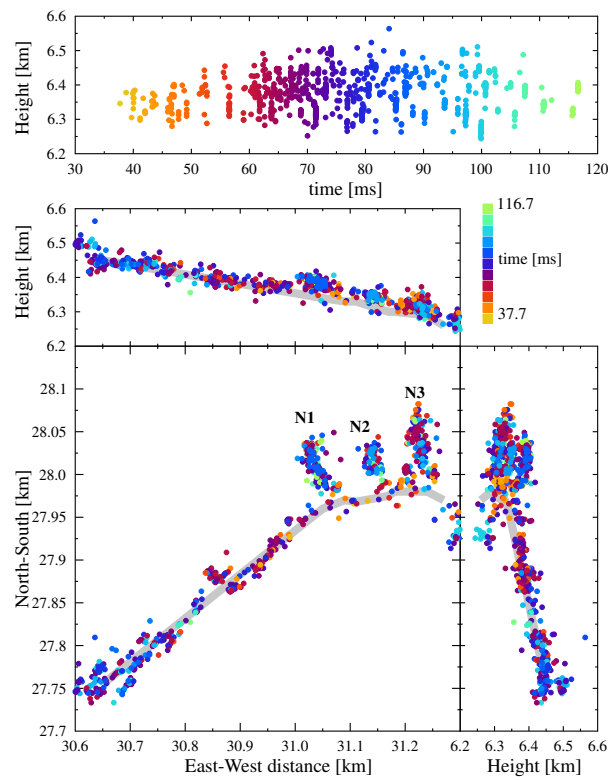 6.6
6.5
6.4
6.3
6.2
Height [km]
30 40 50 60 70 80 90 100 110 120
time [ms]
6.6
6.5
6.4
6.3
6.2
Height [km]
116.7
time [ms]
37.7
28.1
28.05
28.0
27.95
27.9
27.85
27.8
27.75
27.7
North-South [km]
N1
N2
N3
30.6 30.7 30.8 30.9 31.0 31.1 31.2 6.2 6.3 6.4 6.5 6.6
East-West distance [km] Height [km]